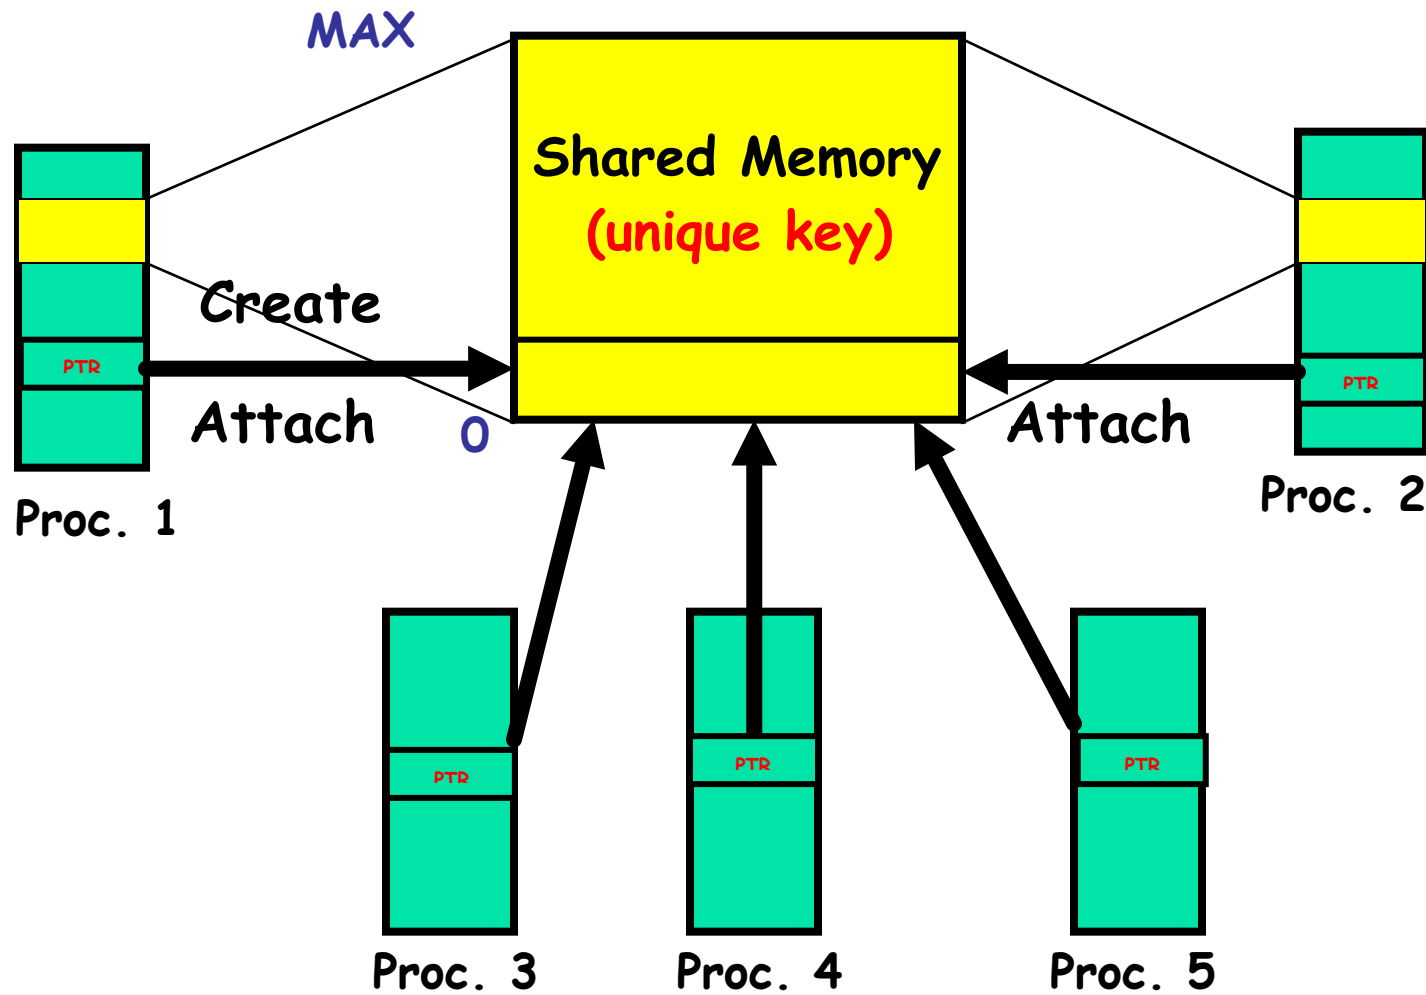 MAX
Shared Memory
(unique key)
Create
PTR
PTR
Attach
0
Attach
Proc. 1
Proc. 2
PTR
PTR
PTR
Proc. 3
Proc. 4
Proc. 5